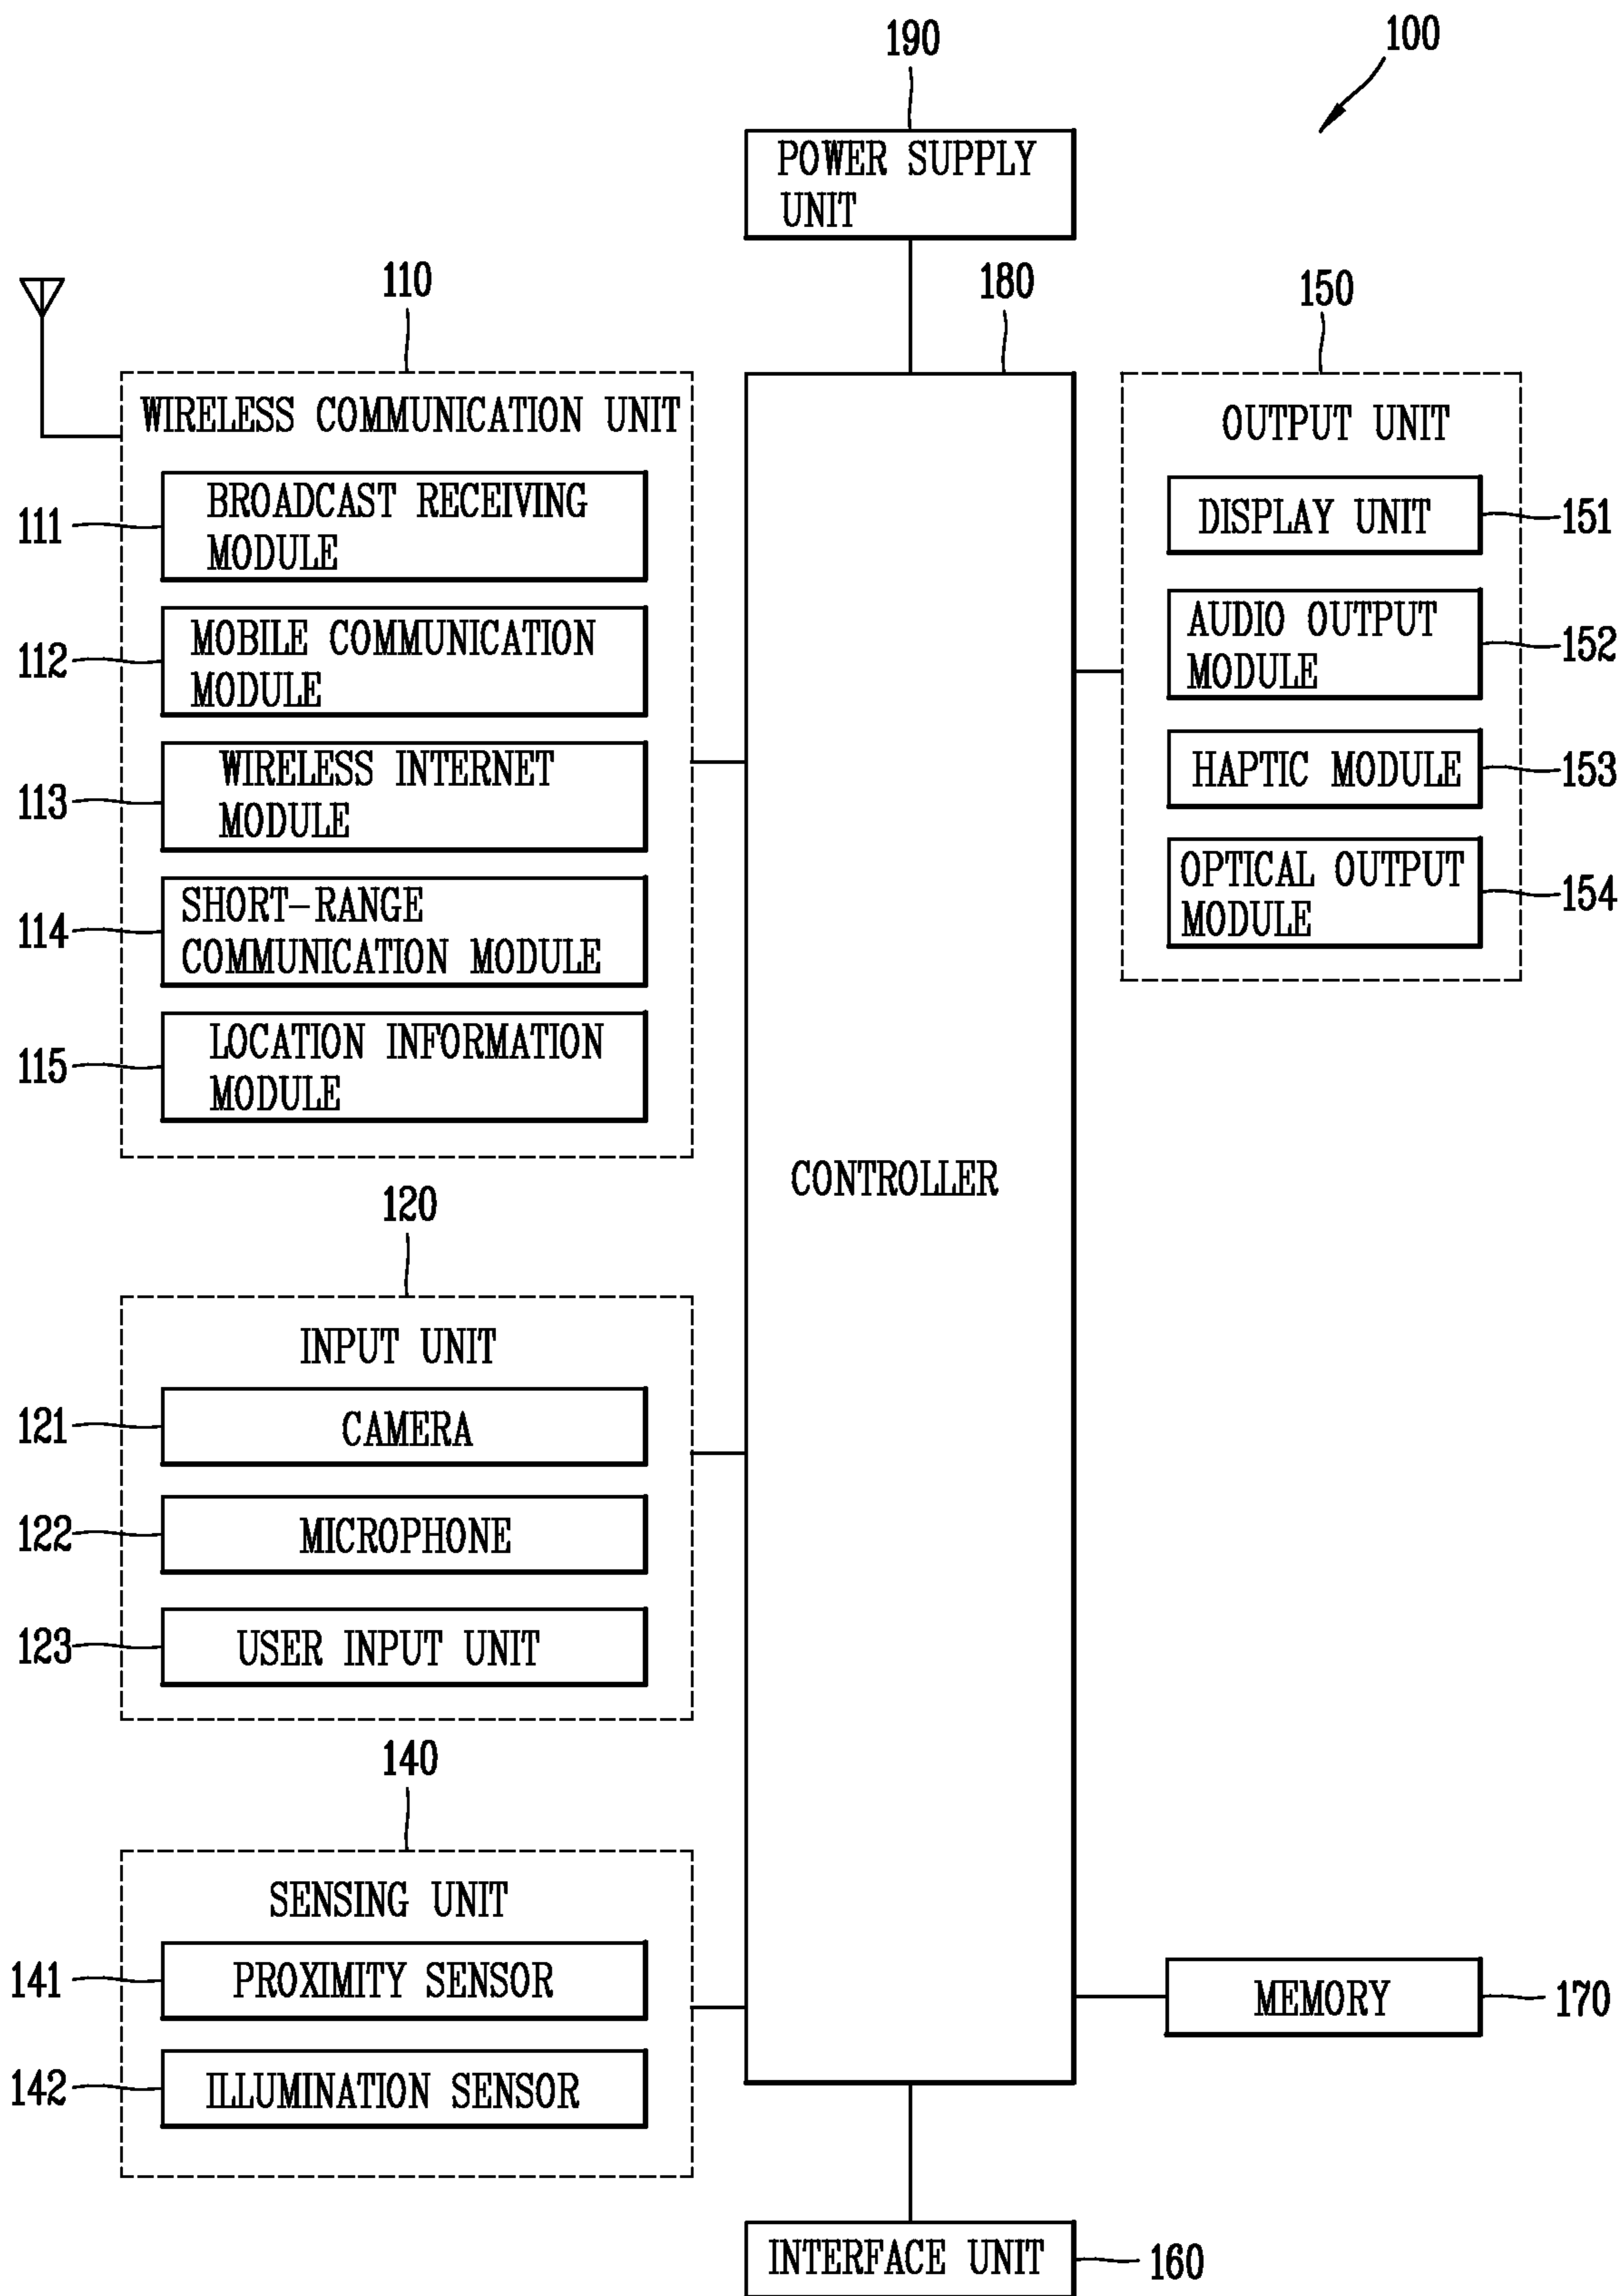 100
190
POWER SUPPLY
UNIT
110
180
150
WIRELESS COMMUNICATION UNIT
111
BROADCAST RECEIVING
MODULE
112
MOBILE COMMUNICATION
MODULE
113
WIRELESS INTERNET
MODULE
114
SHORT-RANGE
COMMUNICATION MODULE
115
LOCATION INFORMATION
MODULE
120
INPUT UNIT
121
CAMERA
122
MICROPHONE
123
USER INPUT UNIT
140
SENSING UNIT
141
PROXIMITY SENSOR
142
ILLUMINATION SENSOR
CONTROLLER
OUTPUT UNIT
DISPLAY UNIT
151
AUDIO OUTPUT
MODULE
152
HAPTIC MODULE
153
OPTICAL OUTPUT
MODULE
154
MEMORY
170
INTERFACE UNIT
160